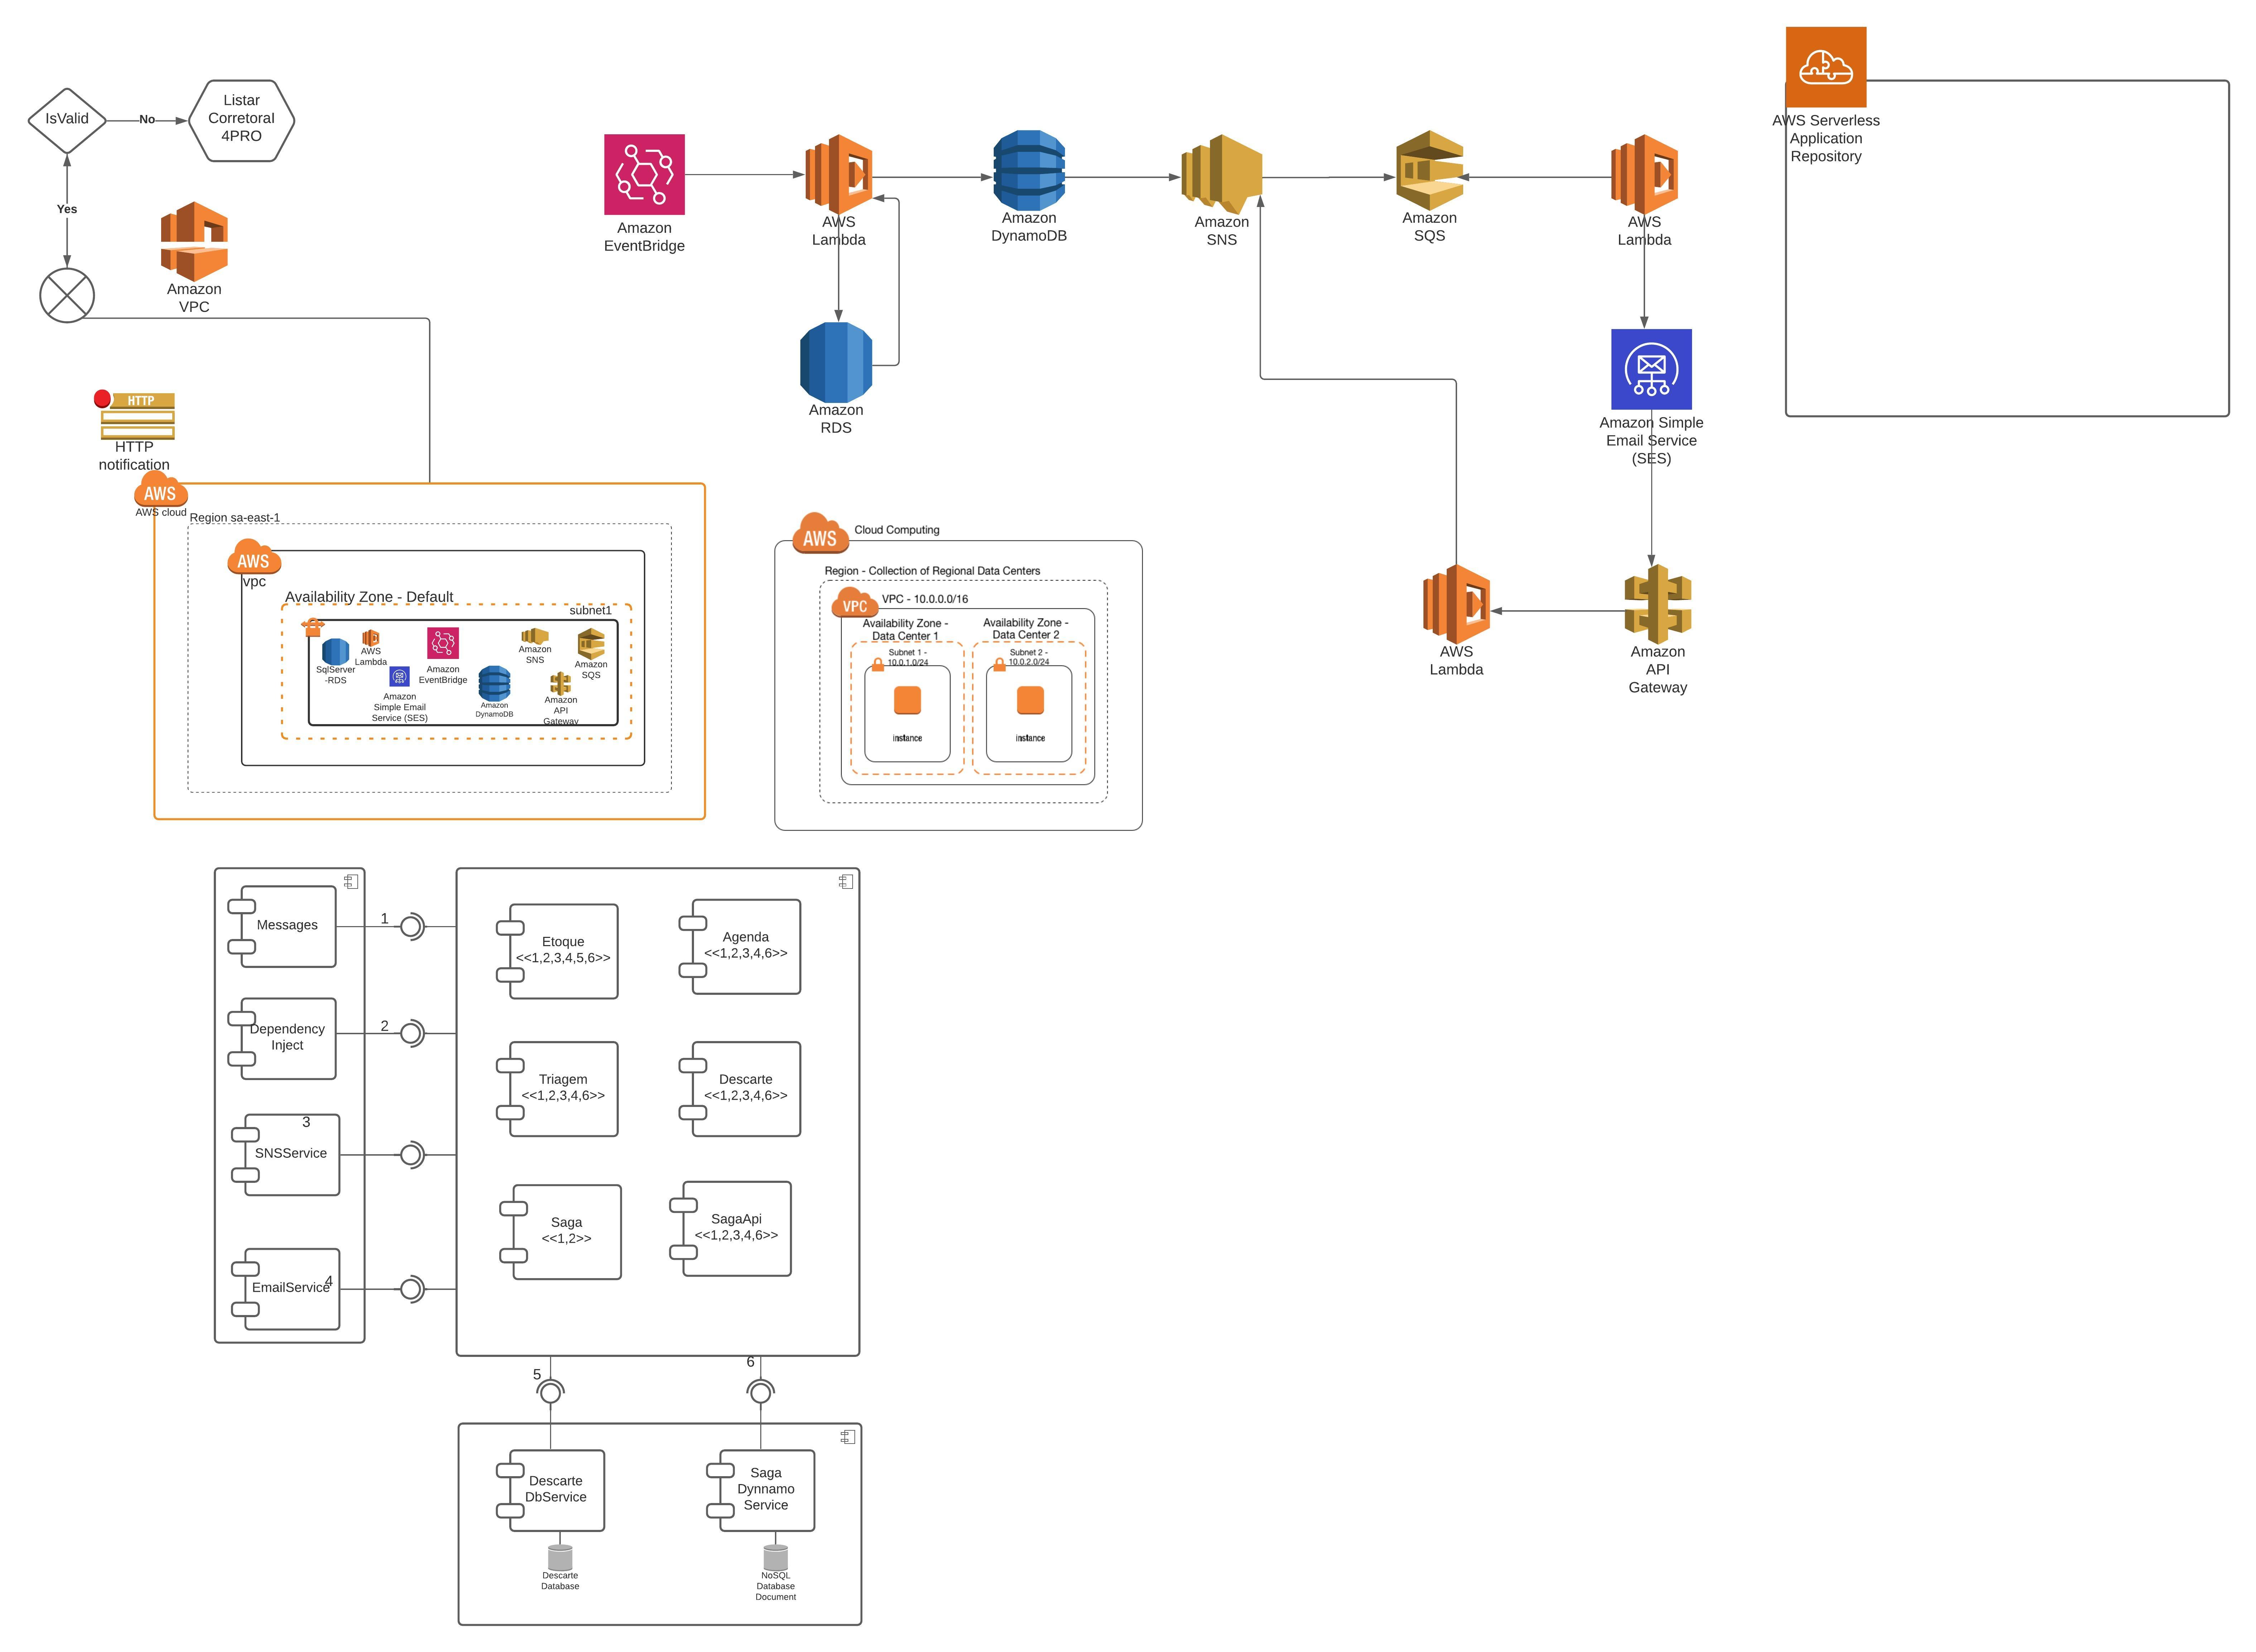 IsValid
No
Listar
Corretoral
4PRO
Yes
Amazon
VPC
HTTP
HTTP
notification
Amazon
EventBridge
AWS
Lambda
Amazon
DynamoDB
Amazon
SNS
Amazon
SQS
AWS
Lambda
AWS Serverless
Application
Repository
Amazon
RDS
Amazon Simple
Email Service
(SES)
AWS
Lambda
Amazon
API
Gateway
AWS
AWS cloud
Region sa-east-1
AWS
vpc
Availability Zone - Default
subnet1
SqlServer
-RDS
AWS
Lambda
Amazon
Simple Email
Service (SES)
Amazon
EventBridge
Amazon
DynamoDB
Amazon
SNS
Amazon
API
Gateway
Amazon
SQS
AWS
Cloud Computing
Region - Collection of Regional Data Centers
VPC
VPC - 10.0.0.0/16
Availability Zone -
Data Center 1
Subnet 1 -
10.0.1.0/24
instance
Availability Zone -
Data Center 2
Subnet 2 -
10.0.2.0/24
instance
Messages
1
Dependency
Inject
2
3
SNSService
4
EmailService
Etoque
<<1,2,3,4,5,6>>
Agenda
<<1,2,3,4,6>>
Triagem
<<1,2,3,4,6>>
Descarte
<<1,2,3,4,6>>
Saga
<<1,2>>
SagaApi
<<1,2,3,4,6>>
5
6
Descarte
DbService
Saga
Dynnamo
Service
Descarte
Database
NoSQL
Database
Document